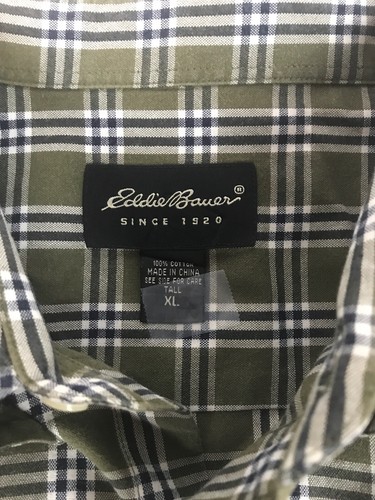 Eddie Bauer®
SINCE 1920
100% COTTON
MADE IN CHINA
SEE SIDE FOR CARE
TALL
XL